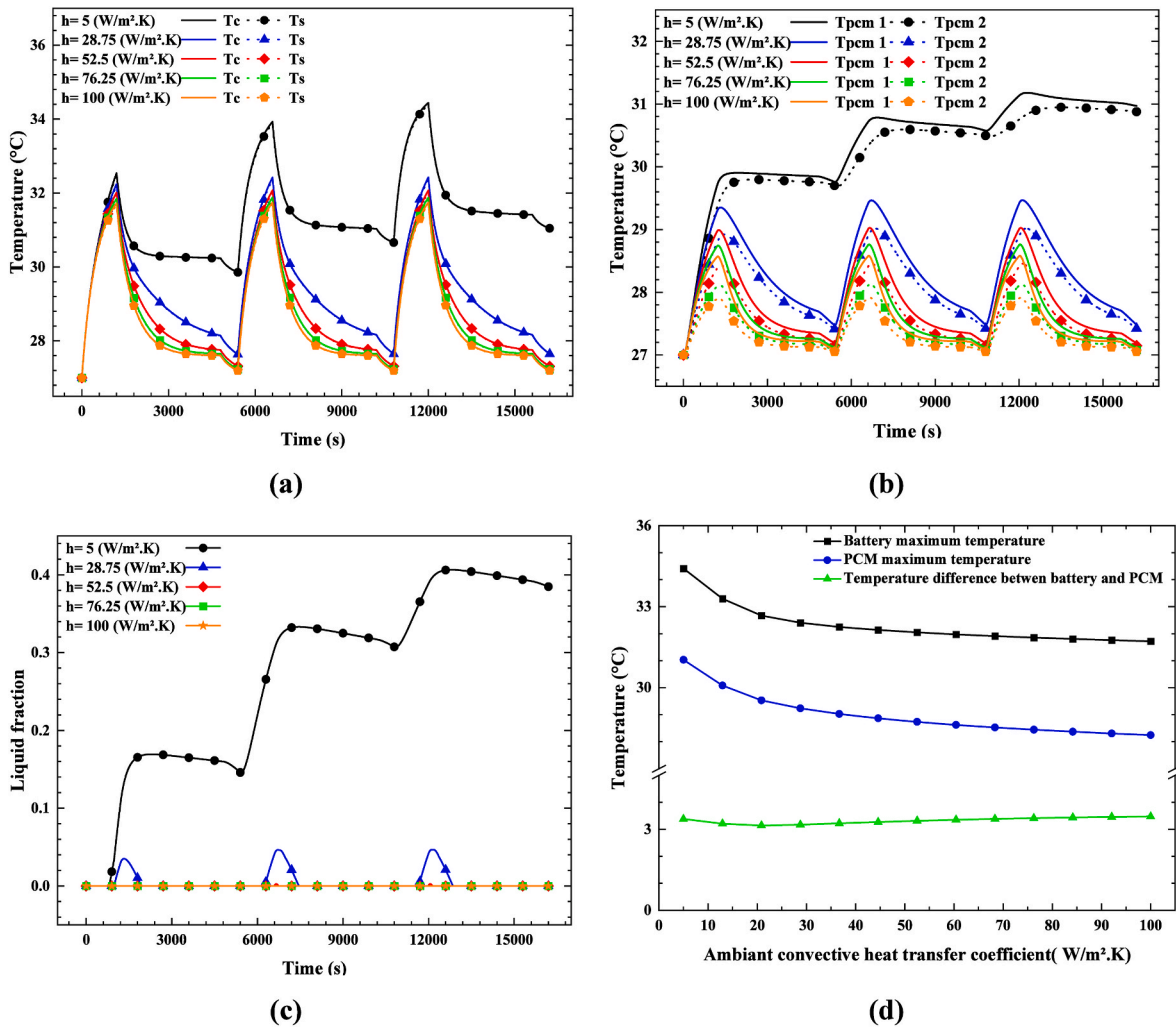 h= 5 (W/m².K) Tc Ts
h= 28.75 (W/m².K) Tc Ts
h= 52.5 (W/m².K) Tc Ts
h= 76.25 (W/m².K) Tc Ts
h= 100 (W/m².K) Tc Ts
36
34
32
30
28
Temperature (°C)
0 3000 6000 9000 12000 15000
Time (s)
(a)
h= 5 (W/m².K) Tpcm 1 Tpcm 2
h= 28.75 (W/m².K) Tpcm 1 Tpcm 2
h= 52.5 (W/m².K) Tpcm 1 Tpcm 2
h= 76.25 (W/m².K) Tpcm 1 Tpcm 2
h= 100 (W/m².K) Tpcm 1 Tpcm 2
32
31
30
29
28
27
Temperature (°C)
0 3000 6000 9000 12000 15000
Time (s)
(b)
h= 5 (W/m².K)
h= 28.75 (W/m².K)
h= 52.5 (W/m².K)
h= 76.25 (W/m².K)
h= 100 (W/m².K)
0.4
0.3
0.2
0.1
0.0
Liquid fraction
0 3000 6000 9000 12000 15000
Time (s)
(c)
Battery maximum temperature
PCM maximum temperature
Temperature difference betwen battery and PCM
36
33
30
3
0
Temperature (°C)
0 10 20 30 40 50 60 70 80 90 100
Ambiant convective heat transfer coefficient( W/m².K)
(d)